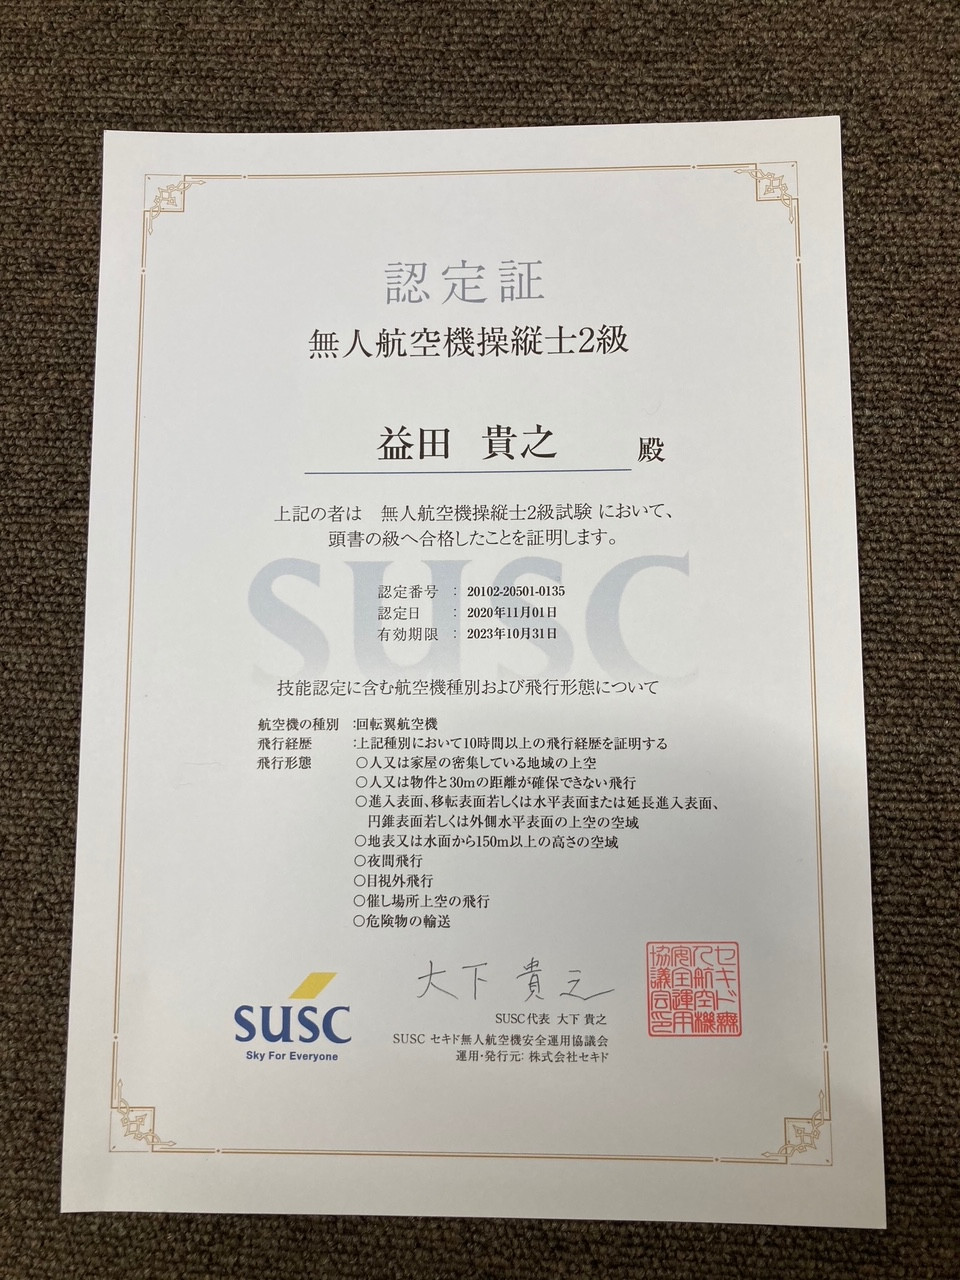 認定証
無人航空機操縦士2級
益田 貴之 殿
上記の者は 無人航空機操縦士2級試験 において、
頭書の級へ合格したことを証明します。
SUSC
認定番号 : 20102-20501-0135
認定日 : 2020年11月01日
有効期限 : 2023年10月31日
技能認定に含む航空機種別および飛行形態について
航空機の種別 :回転翼航空機
飛行経歴 :上記種別において10時間以上の飛行経歴を証明する
飛行形態 ○人又は家屋の密集している地域の上空
○人又は物件と30mの距離が確保できない飛行
○進入表面、移転表面若しくは水平表面または延長進入表面、
円錐表面若しくは外側水平表面の上空の空域
○地表又は水面から150m以上の高さの空域
○夜間飛行
○目視外飛行
○催し場所上空の飛行
○危険物の輸送
大下 貴之
SUSC代表 大下 貴之
SUSC セキド無人航空機安全運用協議会
運用・発行元: 株式会社セキド
SUSC
Sky For Everyone
セキド無
人航空機
安全運用
協議会印